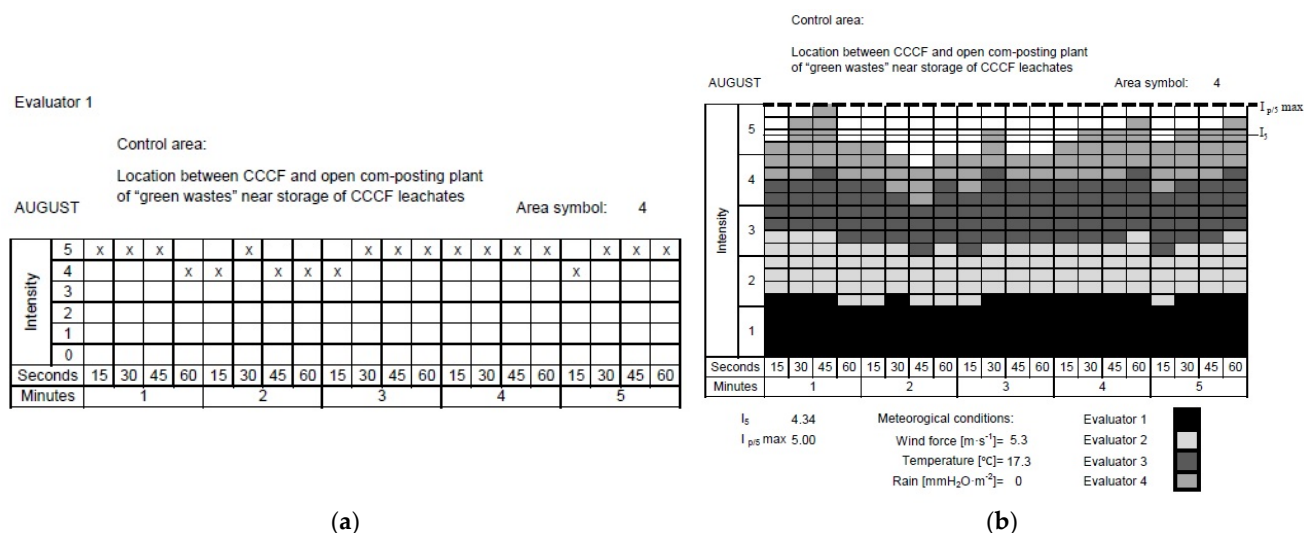 Evaluator 1
Control area:
Location between CCCF and open com-posting plant
of “green wastes” near storage of CCCF leachates
AUGUST Area symbol: 4
Intensity
5 x x x x x x x x x x x x x x
4 x x x x x x
3
2
1
0
Seconds 15 30 45 60 15 30 45 60 15 30 45 60 15 30 45 60 15 30 45 60
Minutes 1 2 3 4 5
(a)
Control area:
Location between CCCF and open com-posting plant
of “green wastes” near storage of CCCF leachates
AUGUST Area symbol: 4
I p/5 max
I5
Intensity
5
4
3
2
1
Seconds 15 30 45 60 15 30 45 60 15 30 45 60 15 30 45 60 15 30 45 60
Minutes 1 2 3 4 5
I5 4.34
I p/5 max 5.00
Meteorogical conditions:
Wind force [m·s⁻¹]= 5.3
Temperature [℃]= 17.3
Rain [mmH₂O·m⁻²]= 0
Evaluator 1
Evaluator 2
Evaluator 3
Evaluator 4
(b)